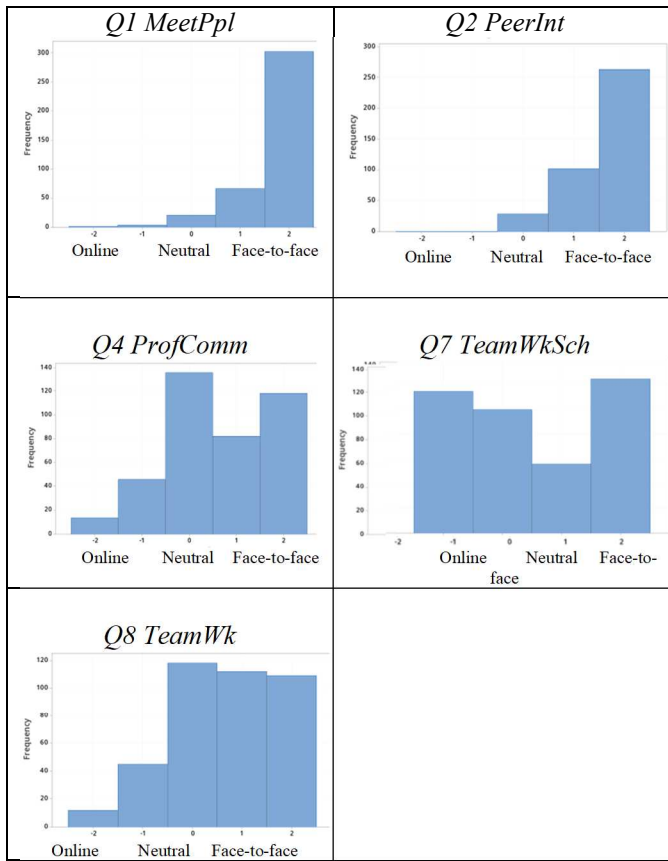 Q1 MeetPpl
300
250
200
150
100
50
0
Frequency
-2 -1 0 1 2
Online Neutral Face-to-face
Q2 PeerInt
300
250
200
150
100
50
0
Frequency
-2 -1 0 1 2
Online Neutral Face-to-face
Q4 ProfComm
140
120
100
80
60
40
20
0
Frequency
-2 -1 0 1 2
Online Neutral Face-to-face
Q7 TeamWkSch
140
120
100
80
60
40
20
0
Frequency
-2 -1 0 1 2
Online Neutral Face-to-
face
Q8 TeamWk
120
100
80
60
40
20
0
Frequency
-2 -1 0 1 2
Online Neutral Face-to-face